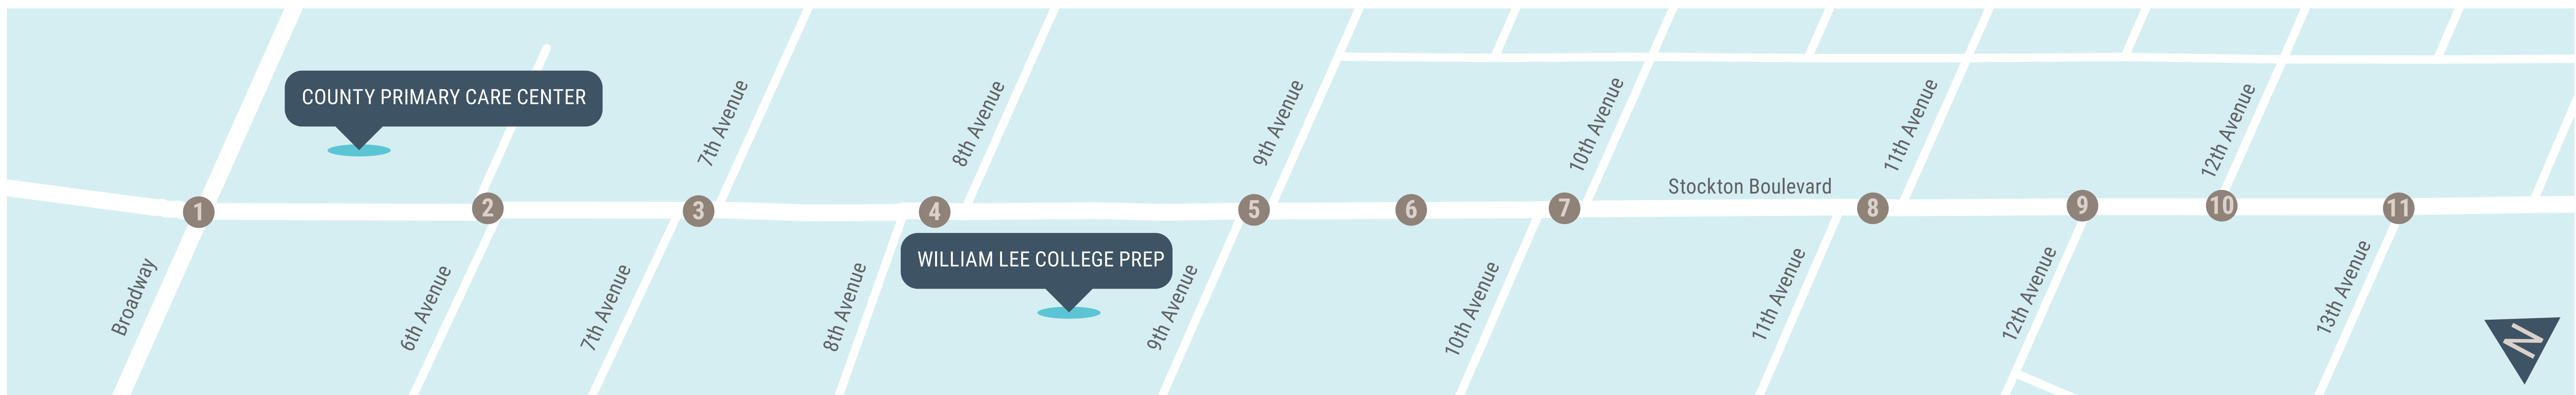 COUNTY PRIMARY CARE CENTER
7th Avenue
8th Avenue
9th Avenue
10th Avenue
11th Avenue
12th Avenue
Stockton Boulevard
1
2
3
4
5
6
7
8
9
10
11
WILLIAM LEE COLLEGE PREP
Broadway
6th Avenue
7th Avenue
8th Avenue
9th Avenue
10th Avenue
11th Avenue
12th Avenue
13th Avenue
N